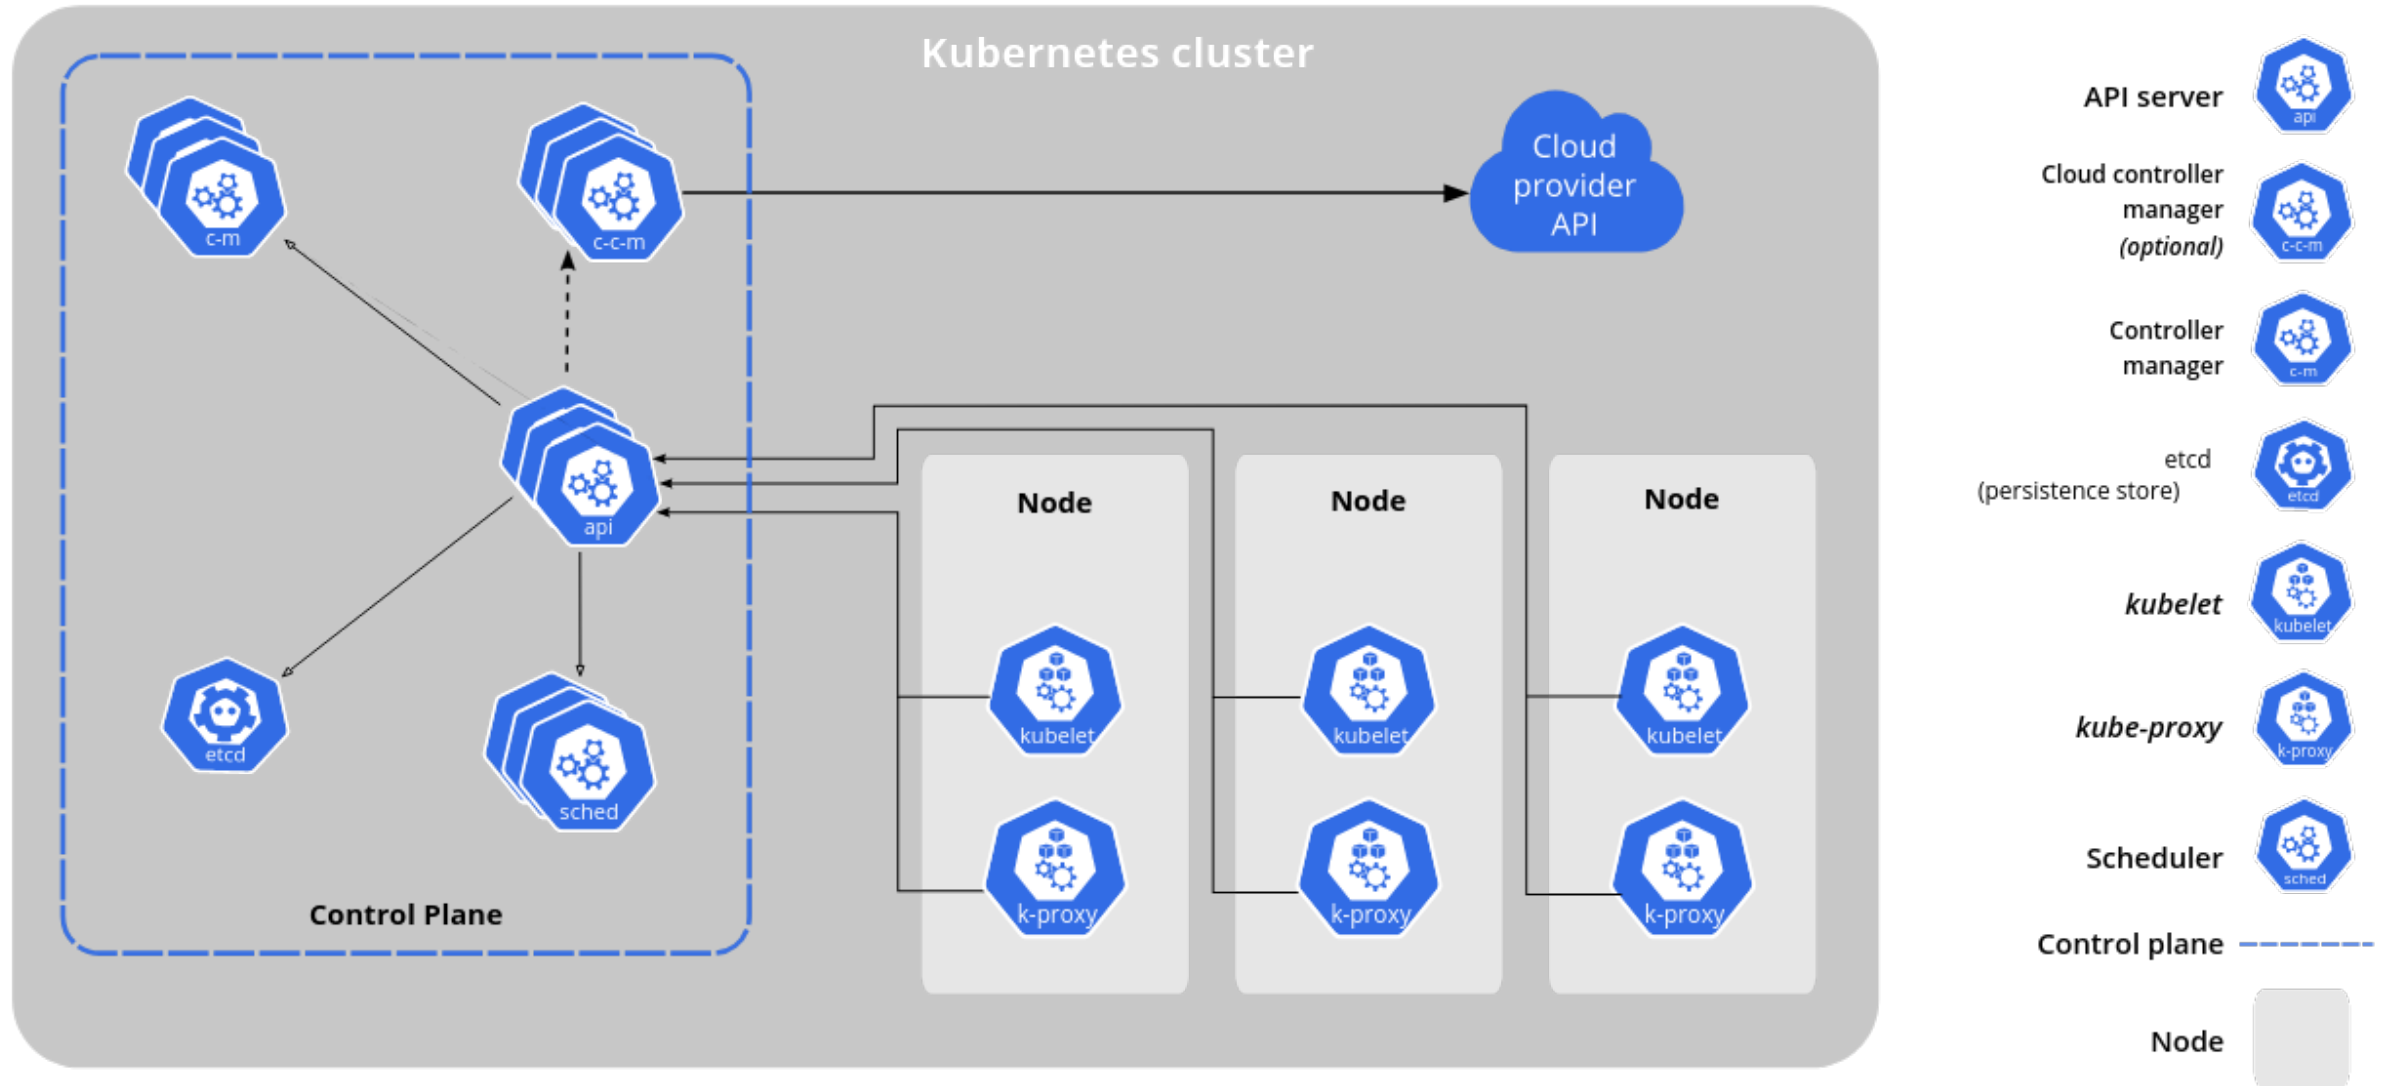 Kubernetes cluster
c-m
c-c-m
Cloud
provider
API
api
etcd
sched
Control Plane
Node
kubelet
k-proxy
Node
kubelet
k-proxy
Node
kubelet
k-proxy
API server
api
Cloud controller
manager
(optional)
c-c-m
Controller
manager
c-m
etcd
(persistence store)
etcd
kubelet
kubelet
kube-proxy
k-proxy
Scheduler
sched
Control plane
Node